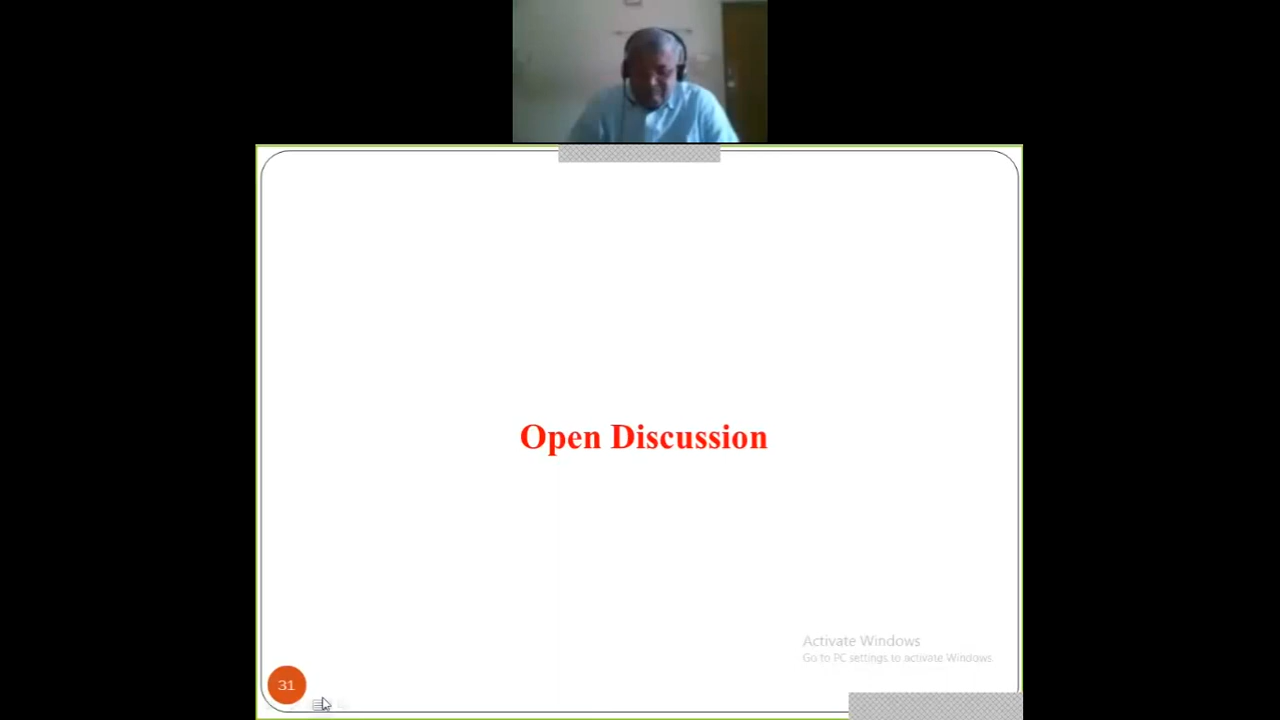 Open Discussion
Activate Windows
Go to PC settings to activate Windows.
31